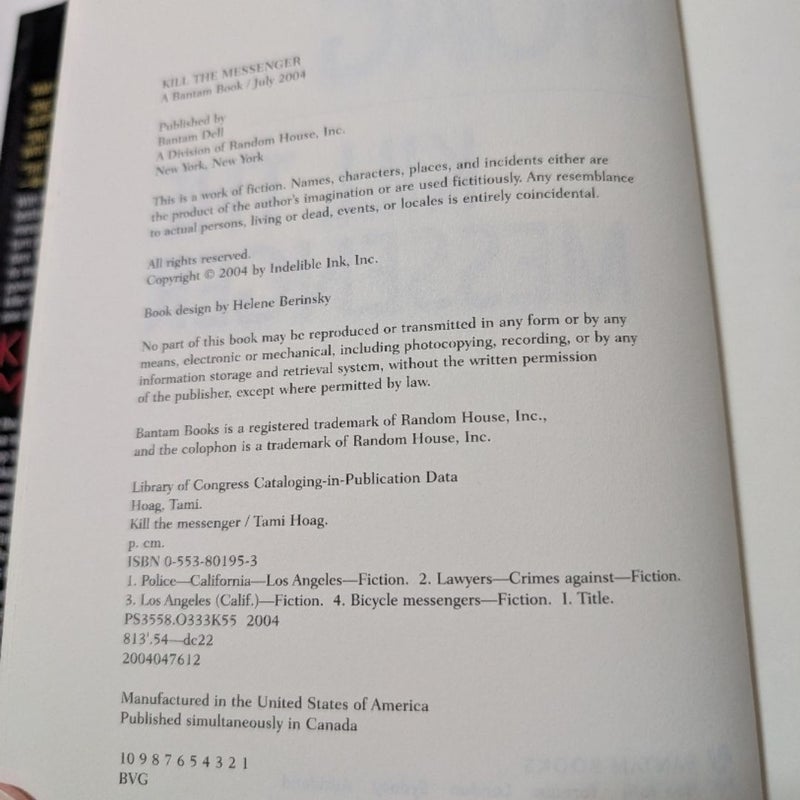 KILL THE MESSENGER
A Bantam Book / July 2004
Published by
Bantam Dell
A Division of Random House, Inc.
New York, New York
This is a work of fiction. Names, characters, places, and incidents either are
the product of the author's imagination or are used fictitiously. Any resemblance
to actual persons, living or dead, events, or locales is entirely coincidental.
All rights reserved.
Copyright © 2004 by Indelible Ink, Inc.
Book design by Helene Berinsky
No part of this book may be reproduced or transmitted in any form or by any
means, electronic or mechanical, including photocopying, recording, or by any
information storage and retrieval system, without the written permission
of the publisher, except where permitted by law.
Bantam Books is a registered trademark of Random House, Inc.,
and the colophon is a trademark of Random House, Inc.
Library of Congress Cataloging-in-Publication Data
Hoag, Tami.
Kill the messenger / Tami Hoag.
p. cm.
ISBN 0-553-80195-3
1. Police—California—Los Angeles—Fiction. 2. Lawyers—Crimes against—Fiction.
3. Los Angeles (Calif.)—Fiction. 4. Bicycle messengers—Fiction. I. Title.
PS3558.O333K55 2004
813'.54—dc22
2004047612
Manufactured in the United States of America
Published simultaneously in Canada
10 9 8 7 6 5 4 3 2 1
BVG